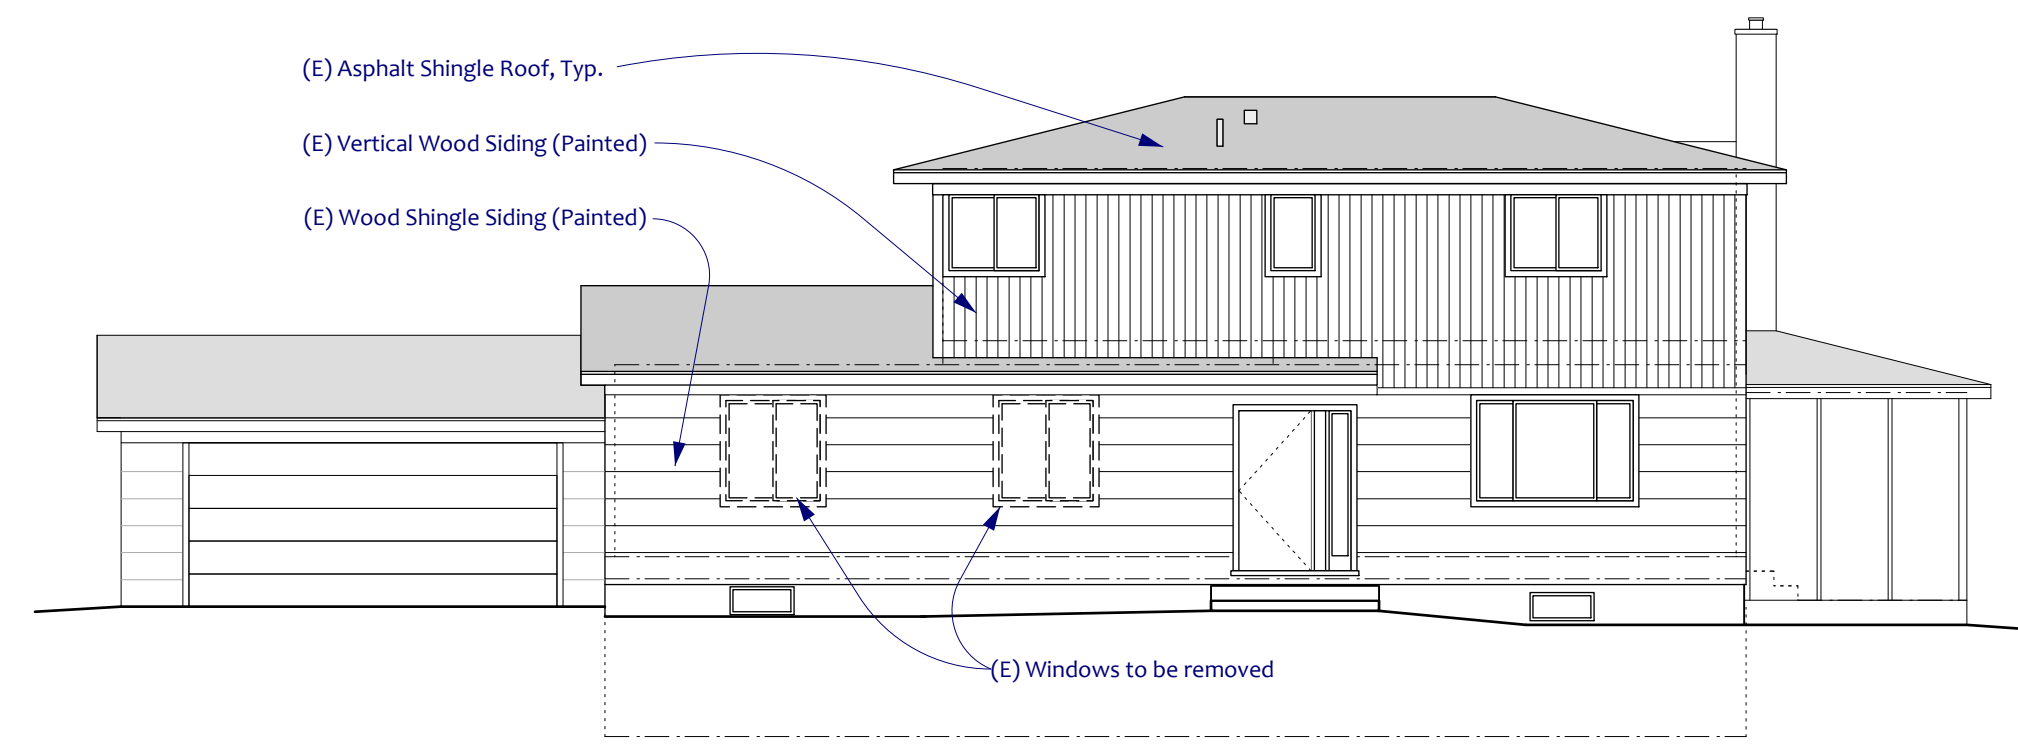 (E) Asphalt Shingle Roof, Typ.
(E) Vertical Wood Siding (Painted)
(E) Wood Shingle Siding (Painted)
(E) Windows to be removed